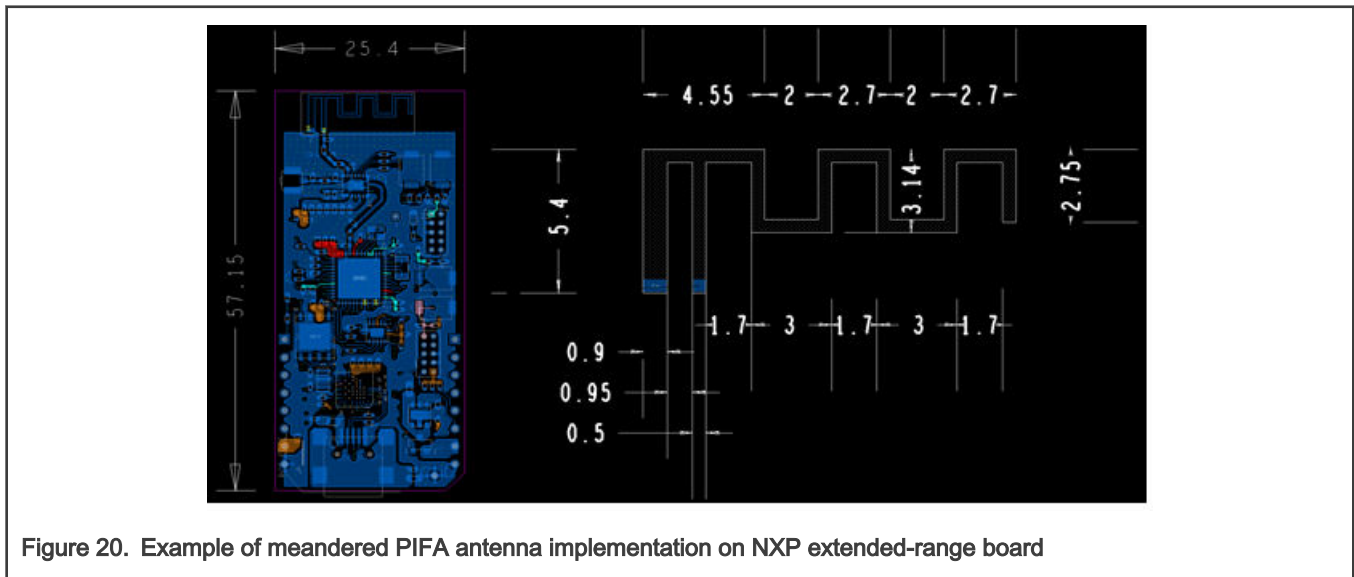 25.4
4.55 2 2.7 2 2.7
57.15
5.4
3.14
2.75
1.7 3 1.7 3 1.7
0.9
0.95
0.5
Figure 20. Example of meandered PIFA antenna implementation on NXP extended-range board